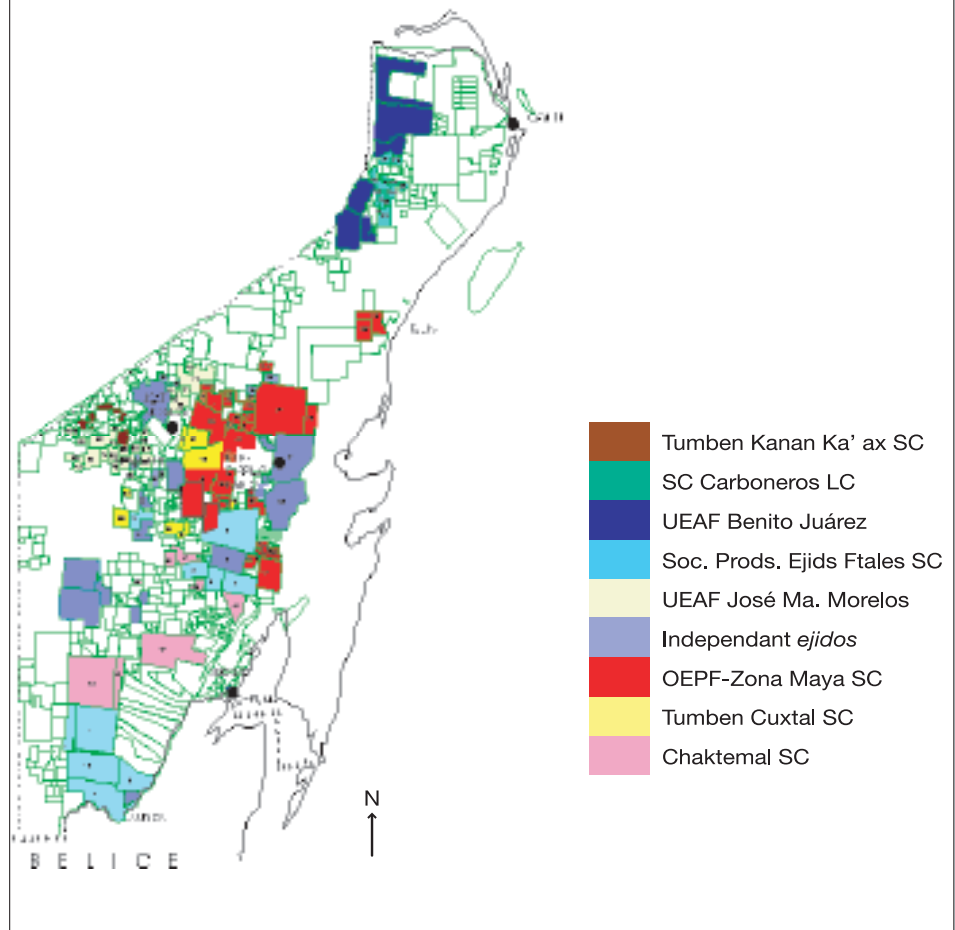 Tumben Kanan Ka' ax SC
SC Carboneros LC
UEAF Benito Juárez
Soc. Prods. Ejids Ftales SC
UEAF José Ma. Morelos
Independant ejidos
OEPF-Zona Maya SC
Tumben Cuxtal SC
Chaktemal SC
N
BELICE